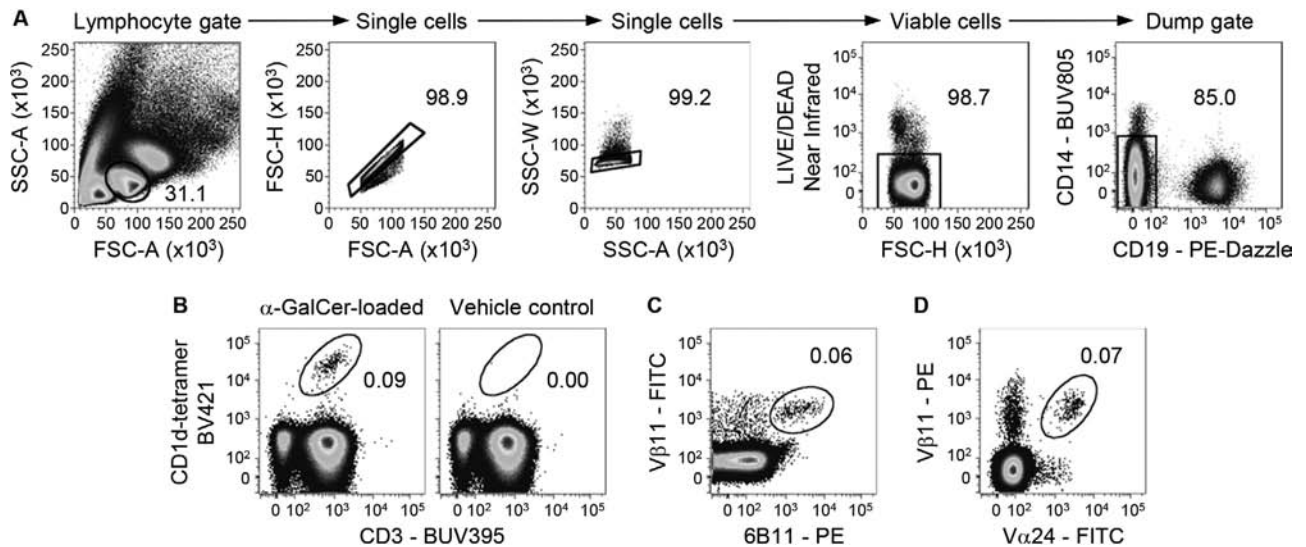 A
Lymphocyte gate
Single cells
Single cells
Viable cells
Dump gate
SSC-A (x10³)
250
200
150
100
50
0
31.1
0 50 100 150 200 250
FSC-A (x10³)
FSC-H (x10³)
250
200
150
100
50
0
98.9
0 50 100 150 200 250
FSC-A (x10³)
SSC-W (x10³)
250
200
150
100
50
0
99.2
0 50 100 150 200 250
SSC-A (x10³)
LIVE/DEAD
Near Infrared
10⁵
10⁴
10³
10²
0
98.7
0 50 100 150 200 250
FSC-H (x10³)
CD14 - BUV805
10⁵
10⁴
10³
10²
0
85.0
0 10² 10³ 10⁴ 10⁵
CD19 - PE-Dazzle
B
α-GalCer-loaded
Vehicle control
CD1d-tetramer
BV421
10⁵
10⁴
10³
10²
0
0.09
0.00
0 10² 10³ 10⁴ 10⁵
0 10² 10³ 10⁴ 10⁵
CD3 - BUV395
C
Vβ11 - FITC
10⁵
10⁴
10³
10²
0
0.06
0 10² 10³ 10⁴ 10⁵
6B11 - PE
D
Vβ11 - PE
10⁵
10⁴
10³
10²
0
0.07
0 10² 10³ 10⁴ 10⁵
Vα24 - FITC